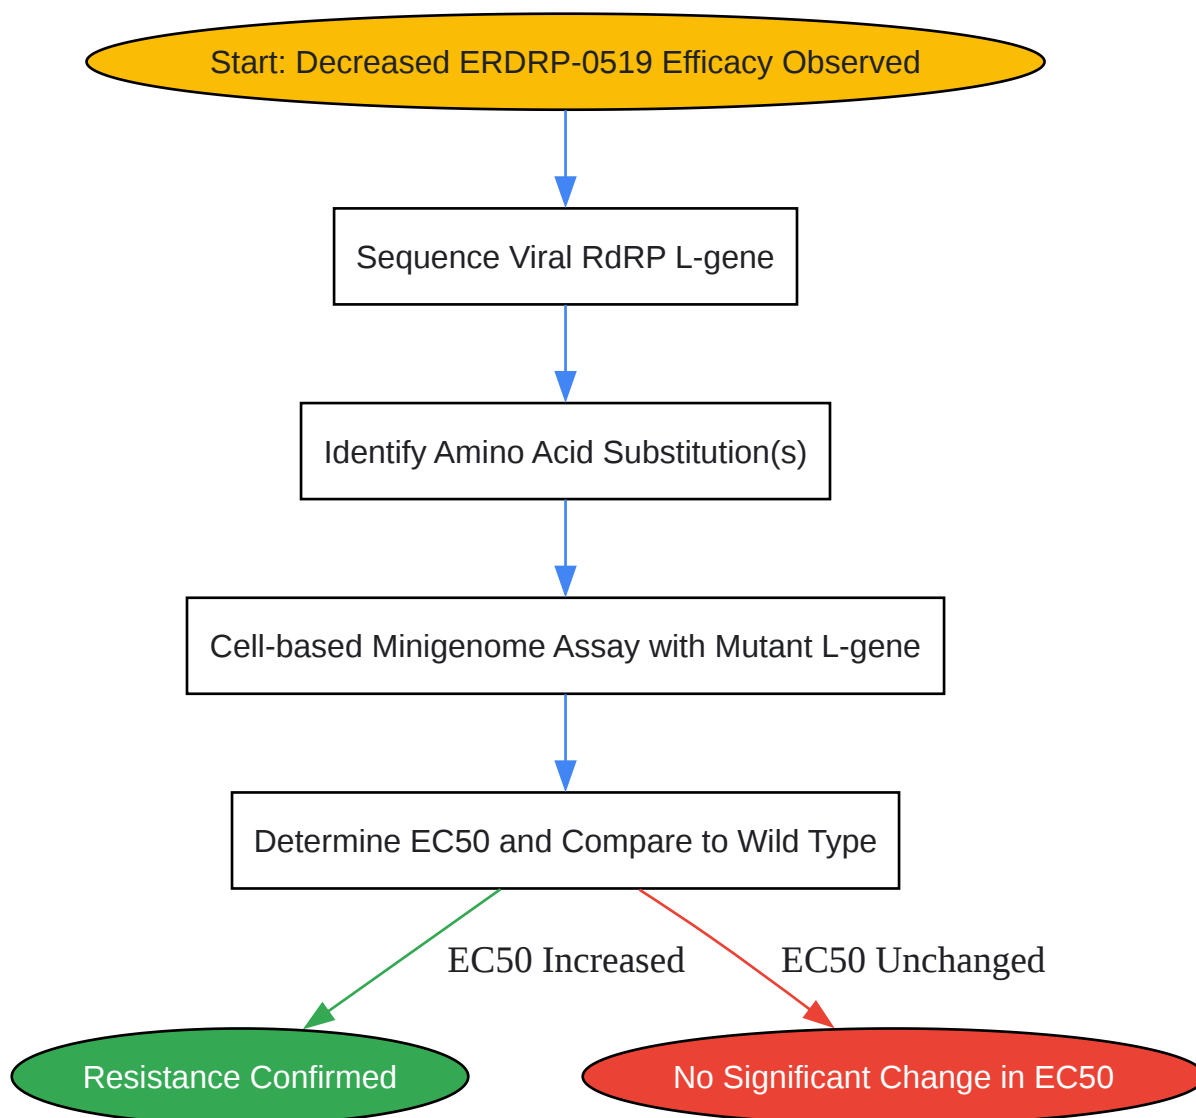 Start: Decreased ERDRP-0519 Efficacy Observed
Sequence Viral RdRP L-gene
Identify Amino Acid Substitution(s)
Cell-based Minigenome Assay with Mutant L-gene
Determine EC50 and Compare to Wild Type
EC50 Increased
EC50 Unchanged
Resistance Confirmed
No Significant Change in EC50